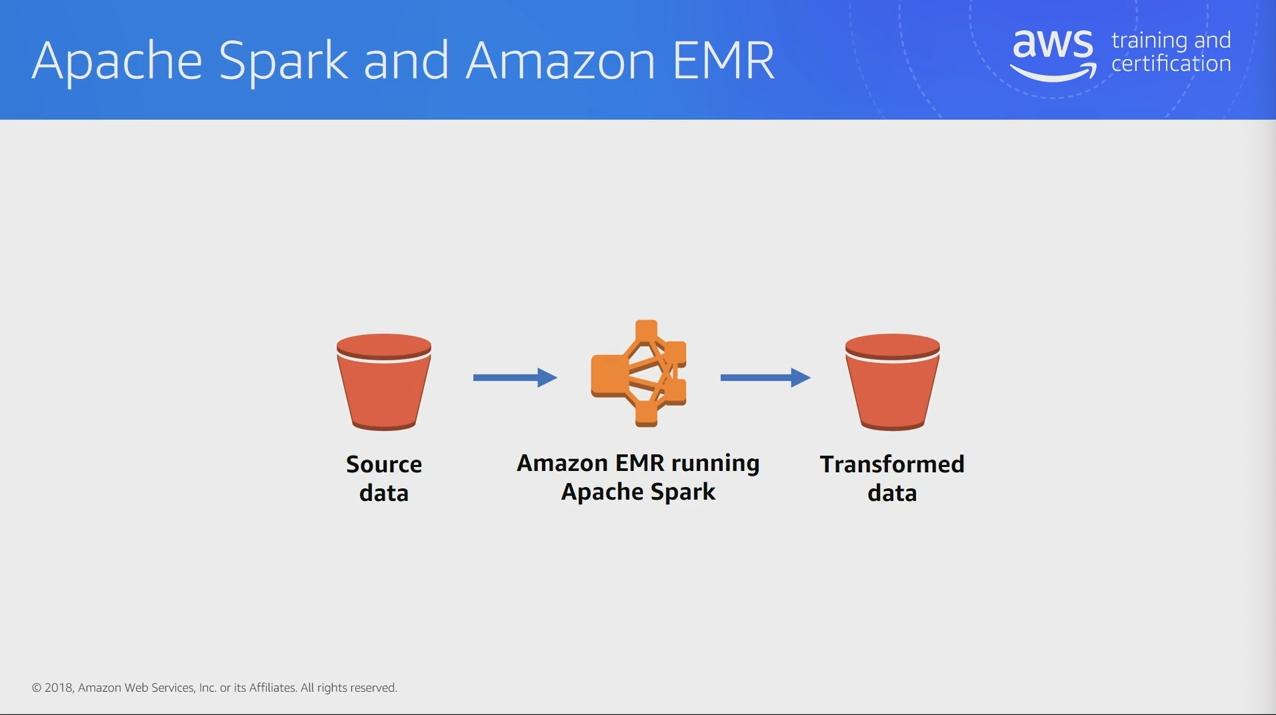 Apache Spark and Amazon EMR
aws
training and
certification
Source
data
Amazon EMR running
Apache Spark
Transformed
data
© 2018, Amazon Web Services, Inc. or its Affiliates. All rights reserved.